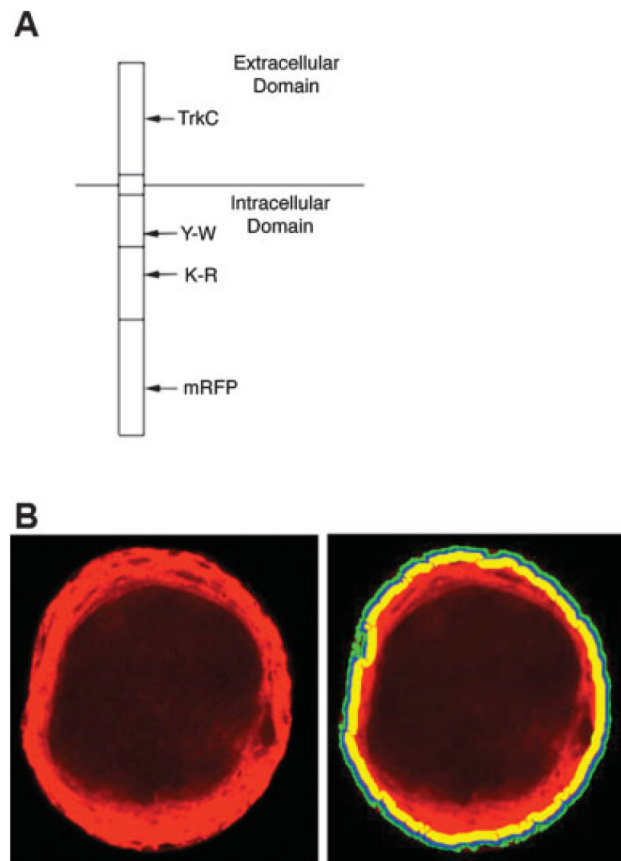 A
Extracellular
Domain
TrkC
Intracellular
Domain
Y-W
K-R
mRFP
B